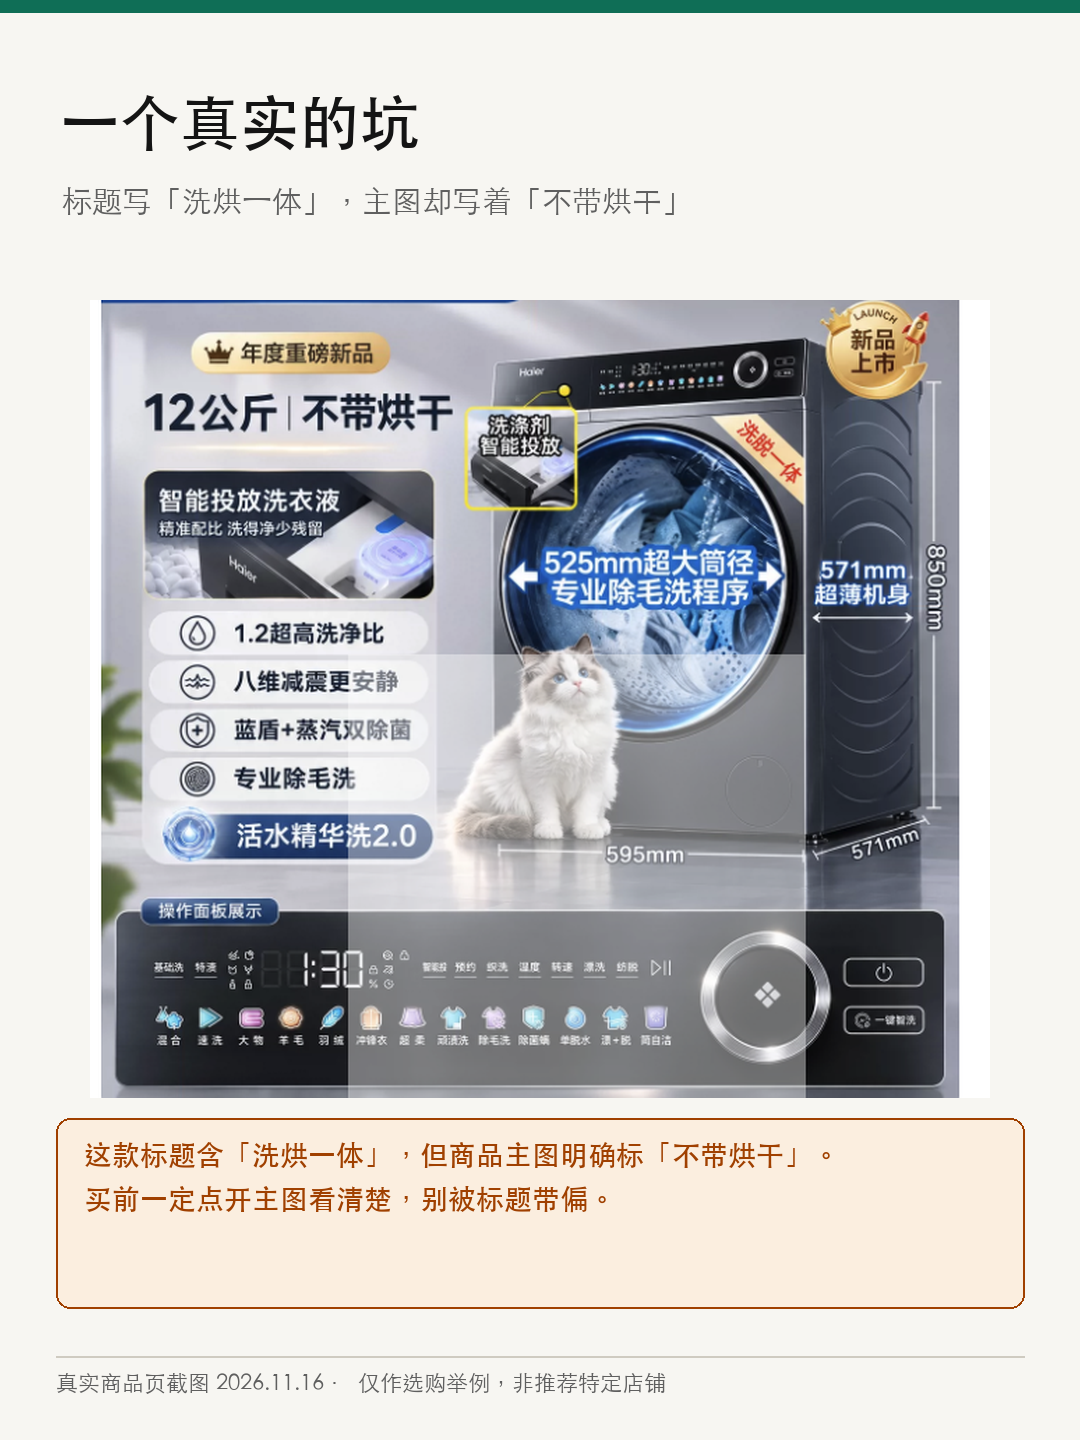 一个真实的坑
标题写「洗烘一体」，主图却写着「不带烘干」
年度重磅新品
12公斤|不带烘干
智能投放洗衣液
精准配比 洗得净少残留
Haier
1.2超高洗净比
八维减震更安静
蓝盾+蒸汽双除菌
专业除毛洗
活水精华洗2.0
Haier
洗涤剂
智能投放
LAUNCH
新品
上市
洗脱一体
525mm超大筒径
专业除毛洗程序
571mm
超薄机身
850mm
595mm
571mm
操作面板展示
基础洗 特渍 1:30 预约 织洗 温度 转速 漂洗 纺脱
混合 速洗 大物 羊毛 羽绒 冲锋衣 超柔 顽渍洗 除毛洗 除菌螨 单脱水 漂+脱 筒自洁
一键智洗
这款标题含「洗烘一体」，但商品主图明确标「不带烘干」。
买前一定点开主图看清楚，别被标题带偏。
真实商品页截图 2026.11.16 · 仅作选购举例，非推荐特定店铺